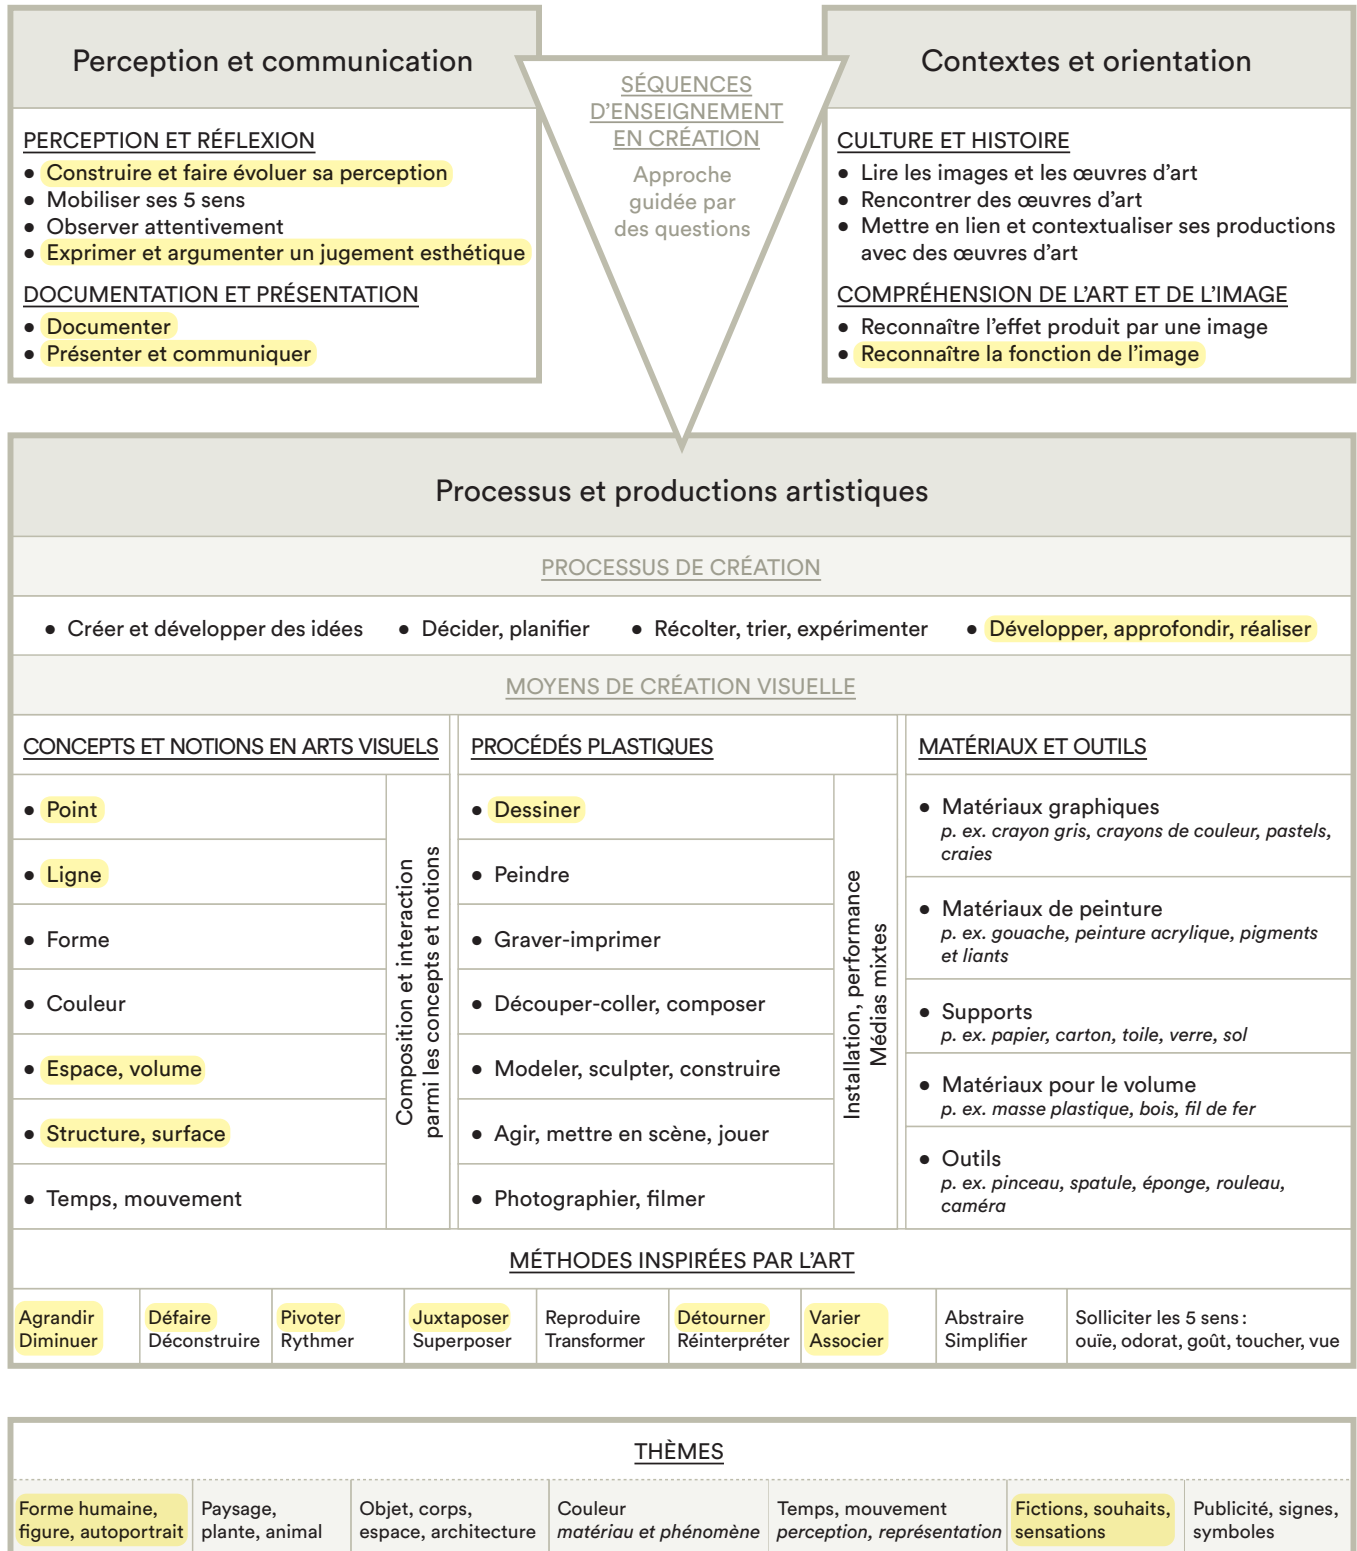 Perception et communication
PERCEPTION ET RÉFLEXION
● Construire et faire évoluer sa perception
● Mobiliser ses 5 sens
● Observer attentivement
● Exprimer et argumenter un jugement esthétique
DOCUMENTATION ET PRÉSENTATION
● Documenter
● Présenter et communiquer
SÉQUENCES
D'ENSEIGNEMENT
EN CRÉATION
Approche
guidée par
des questions
Contextes et orientation
CULTURE ET HISTOIRE
● Lire les images et les œuvres d'art
● Rencontrer des œuvres d'art
● Mettre en lien et contextualiser ses productions
avec des œuvres d'art
COMPRÉHENSION DE L'ART ET DE L'IMAGE
● Reconnaître l'effet produit par une image
● Reconnaître la fonction de l'image
Processus et productions artistiques
PROCESSUS DE CRÉATION
● Créer et développer des idées ● Décider, planifier ● Récolter, trier, expérimenter ● Développer, approfondir, réaliser
MOYENS DE CRÉATION VISUELLE
CONCEPTS ET NOTIONS EN ARTS VISUELS
● Point
● Ligne
● Forme
● Couleur
● Espace, volume
● Structure, surface
● Temps, mouvement
Composition et interaction
parmi les concepts et notions
PROCÉDÉS PLASTIQUES
● Dessiner
● Peindre
● Graver-imprimer
● Découper-coller, composer
● Modeler, sculpter, construire
● Agir, mettre en scène, jouer
● Photographier, filmer
Installation, performance
Médias mixtes
MATÉRIAUX ET OUTILS
● Matériaux graphiques
p. ex. crayon gris, crayons de couleur, pastels,
craies
● Matériaux de peinture
p. ex. gouache, peinture acrylique, pigments
et liants
● Supports
p. ex. papier, carton, toile, verre, sol
● Matériaux pour le volume
p. ex. masse plastique, bois, fil de fer
● Outils
p. ex. pinceau, spatule, éponge, rouleau,
caméra
MÉTHODES INSPIRÉES PAR L'ART
Agrandir
Diminuer
Défaire
Déconstruire
Pivoter
Rythmer
Juxtaposer
Superposer
Reproduire
Transformer
Détourner
Réinterpréter
Varier
Associer
Abstraire
Simplifier
Solliciter les 5 sens :
ouïe, odorat, goût, toucher, vue
THÈMES
Forme humaine,
figure, autoportrait
Paysage,
plante, animal
Objet, corps,
espace, architecture
Couleur
matériau et phénomène
Temps, mouvement
perception, représentation
Fictions, souhaits,
sensations
Publicité, signes,
symboles